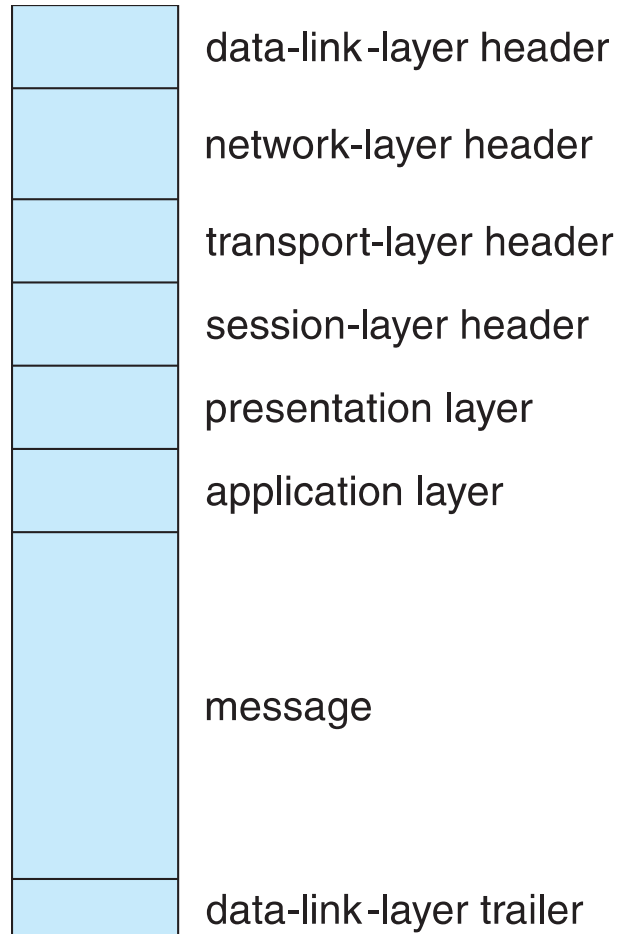 data-link-layer header
network-layer header
transport-layer header
session-layer header
presentation layer
application layer
message
data-link-layer trailer